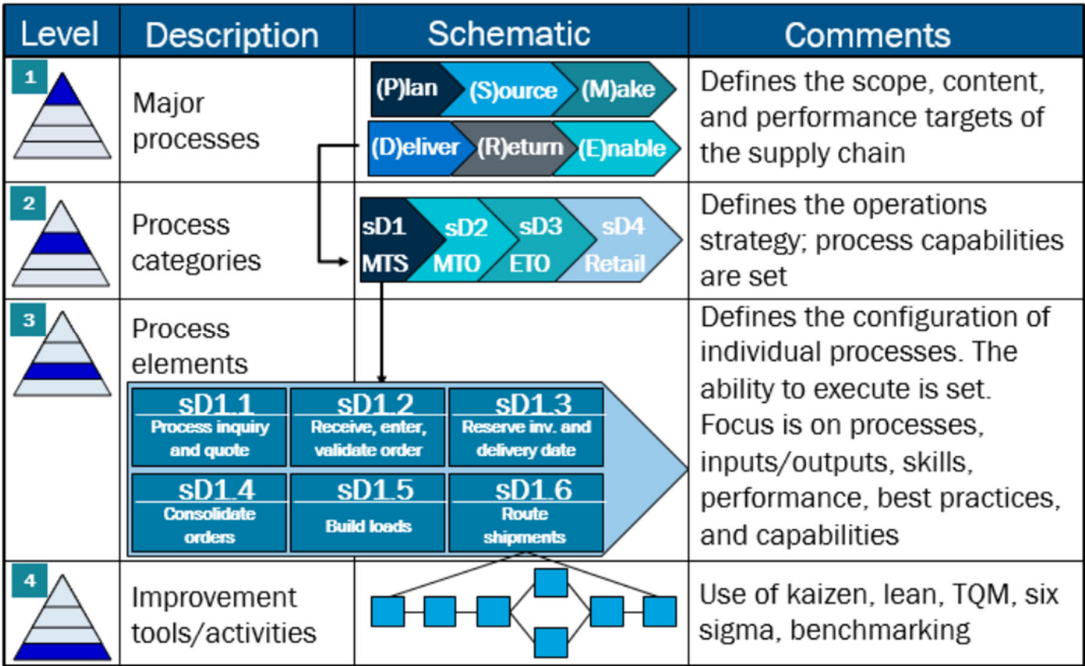 Level
Description
Schematic
Comments
1
Major
processes
(P)lan
(S)ource
(M)ake
(D)eliver
(R)eturn
(E)nable
Defines the scope, content,
and performance targets of
the supply chain
2
Process
categories
sD1
MTS
sD2
MTO
sD3
ETO
sD4
Retail
Defines the operations
strategy; process capabilities
are set
3
Process
elements
sD1.1
Process inquiry
and quote
sD1.2
Receive, enter,
validate order
sD1.3
Reserve inv. and
delivery date
sD1.4
Consolidate
orders
sD1.5
Build loads
sD1.6
Route
shipments
Defines the configuration of
individual processes. The
ability to execute is set.
Focus is on processes,
inputs/outputs, skills,
performance, best practices,
and capabilities
4
Improvement
tools/activities
Use of kaizen, lean, TQM, six
sigma, benchmarking